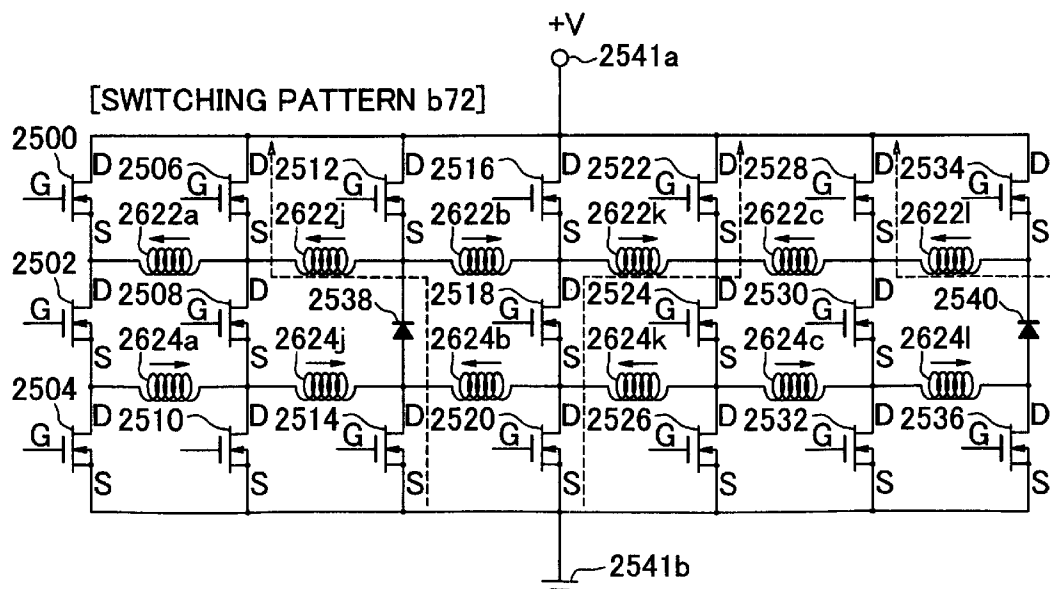 +V
2541a
[SWITCHING PATTERN b72]
2500 D 2506 D 2512 D 2516 D 2522 D 2528 D 2534 D
G G G G G G
S S S S S S S
2622a 2622j 2622b 2622k 2622c 2622l
2502 D 2508 D 2538 2518 D 2524 D 2530 D 2540
G G G G
S S S S S
2624a 2624j 2624b 2624k 2624c 2624l
2504 D 2510 D 2514 D 2520 D 2526 D 2532 D 2536 D
G G G G G
S S S S S S S
2541b